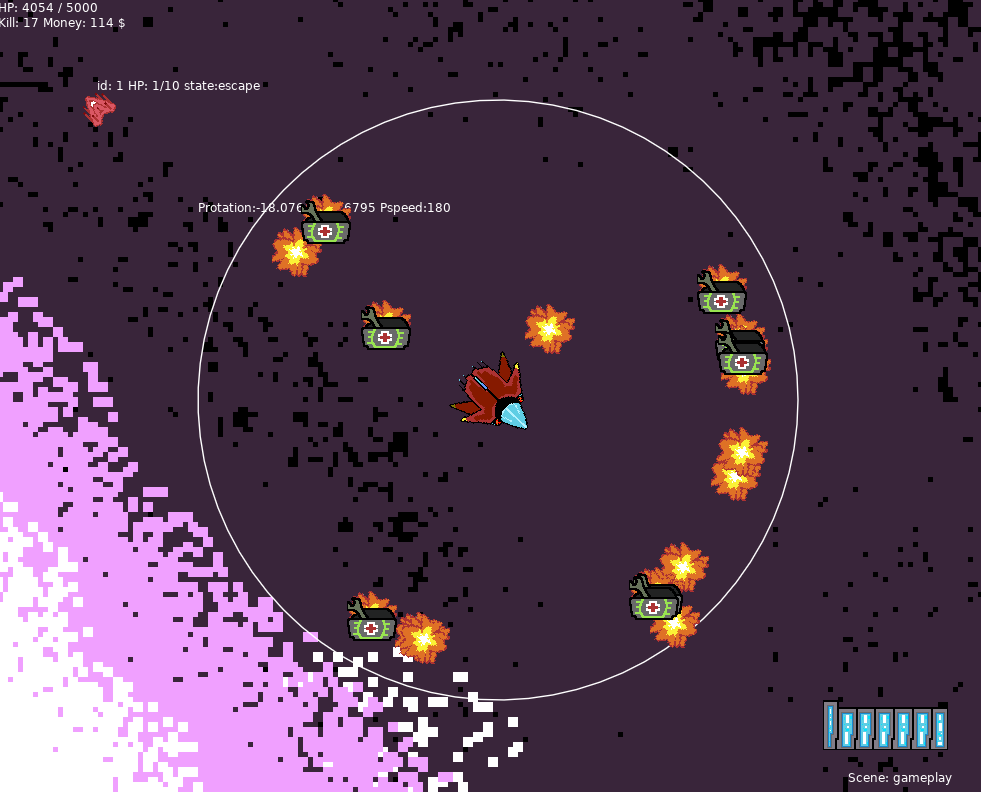 HP: 4054 / 5000
Kill: 17 Money: 114 $
id: 1 HP: 1/10 state:escape
Protation:-18.076 6795 Pspeed:180
Scene: gameplay